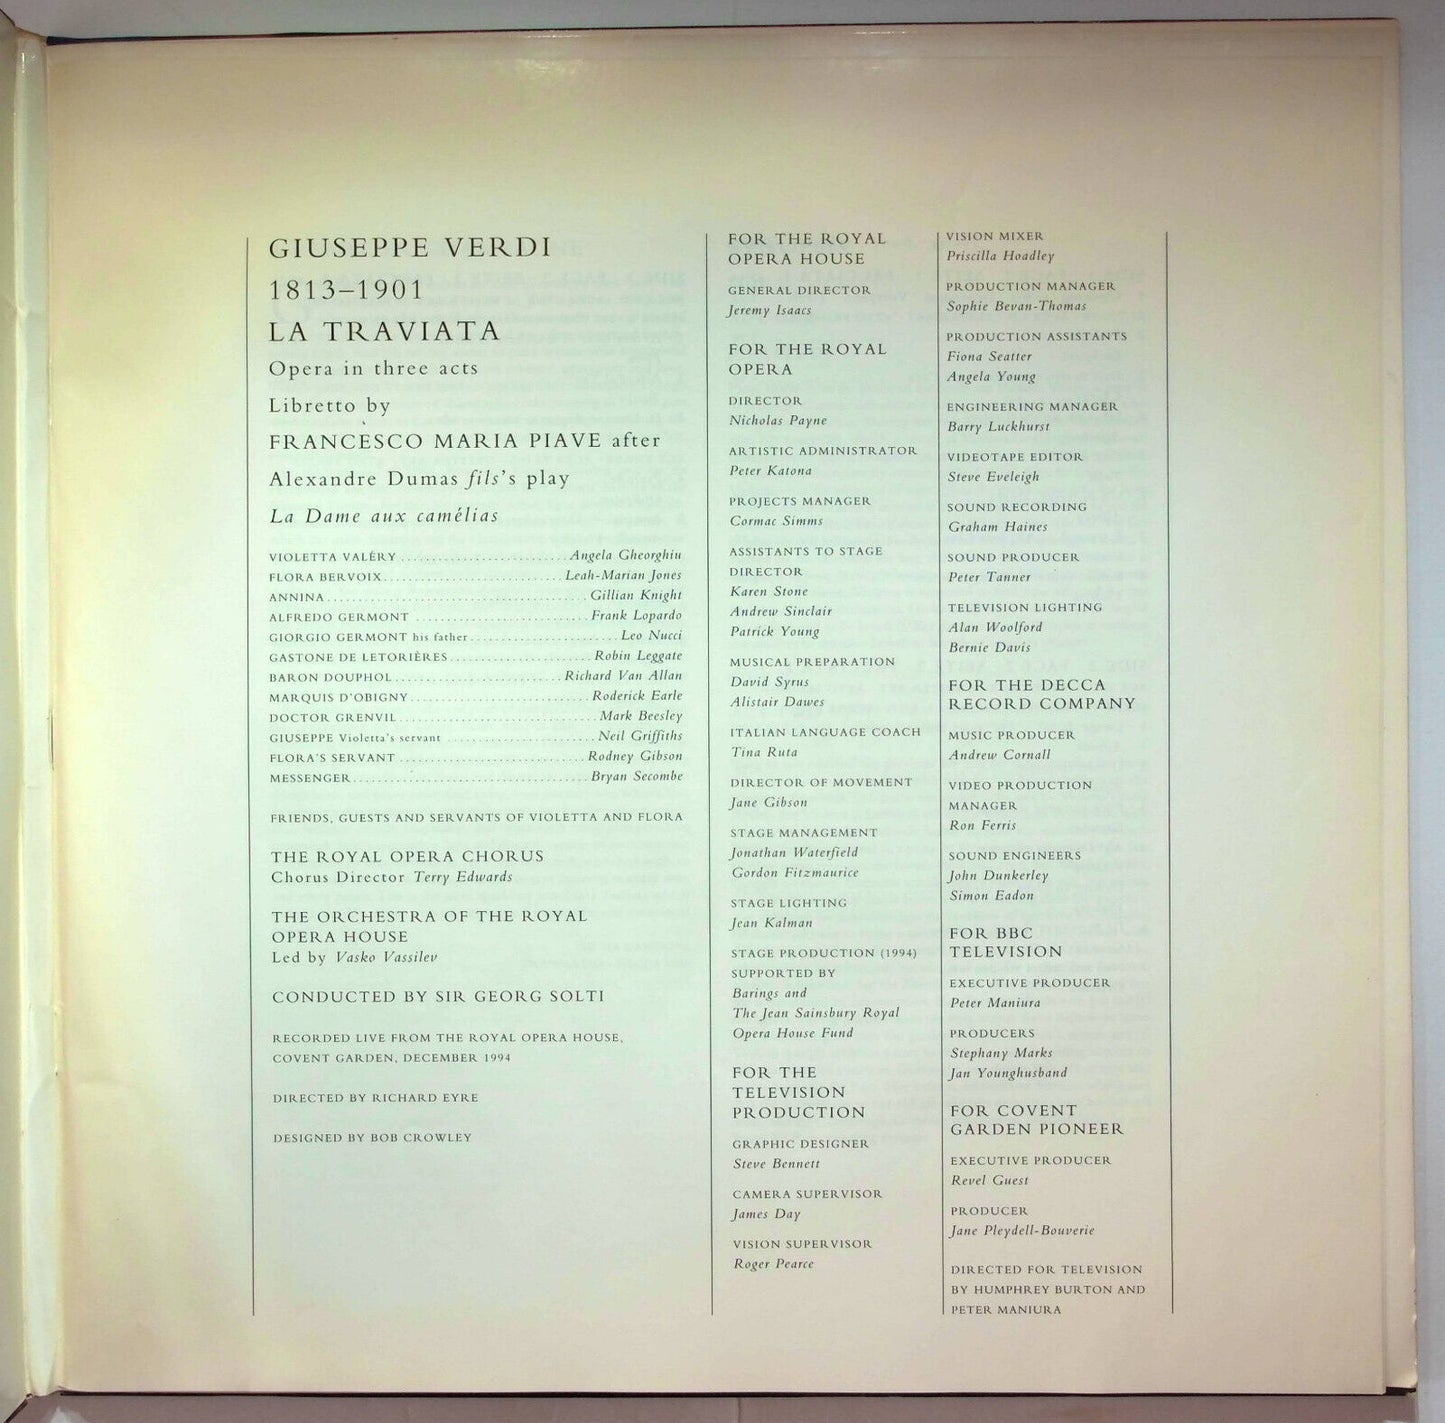 GIUSEPPE VERDI
1813–1901
LA TRAVIATA
Opera in three acts
Libretto by
FRANCESCO MARIA PIAVE after
Alexandre Dumas fils's play
La Dame aux camélias
VIOLETTA VALÉRY ........................... Angela Gheorghiu
FLORA BERVOIX............................. Leah-Marian Jones
ANNINA.......................................... Gillian Knight
ALFREDO GERMONT ............................ Frank Lopardo
GIORGIO GERMONT his father........................ Leo Nucci
GASTONE DE LETORIÈRES....................... Robin Leggate
BARON DOUPHOL........................... Richard Van Allan
MARQUIS D'OBIGNY............................. Roderick Earle
DOCTOR GRENVIL................................ Mark Beesley
GIUSEPPE Violetta's servant ........................ Neil Griffiths
FLORA'S SERVANT .............................. Rodney Gibson
MESSENGER...................................... Bryan Secombe
FRIENDS, GUESTS AND SERVANTS OF VIOLETTA AND FLORA
THE ROYAL OPERA CHORUS
Chorus Director Terry Edwards
THE ORCHESTRA OF THE ROYAL
OPERA HOUSE
Led by Vasko Vassilev
CONDUCTED BY SIR GEORG SOLTI
RECORDED LIVE FROM THE ROYAL OPERA HOUSE,
COVENT GARDEN, DECEMBER 1994
DIRECTED BY RICHARD EYRE
DESIGNED BY BOB CROWLEY
FOR THE ROYAL
OPERA HOUSE
GENERAL DIRECTOR
Jeremy Isaacs
FOR THE ROYAL
OPERA
DIRECTOR
Nicholas Payne
ARTISTIC ADMINISTRATOR
Peter Katona
PROJECTS MANAGER
Cormac Simms
ASSISTANTS TO STAGE
DIRECTOR
Karen Stone
Andrew Sinclair
Patrick Young
MUSICAL PREPARATION
David Syrus
Alistair Dawes
ITALIAN LANGUAGE COACH
Tina Ruta
DIRECTOR OF MOVEMENT
Jane Gibson
STAGE MANAGEMENT
Jonathan Waterfield
Gordon Fitzmaurice
STAGE LIGHTING
Jean Kalman
STAGE PRODUCTION (1994)
SUPPORTED BY
Barings and
The Jean Sainsbury Royal
Opera House Fund
FOR THE
TELEVISION
PRODUCTION
GRAPHIC DESIGNER
Steve Bennett
CAMERA SUPERVISOR
James Day
VISION SUPERVISOR
Roger Pearce
VISION MIXER
Priscilla Hoadley
PRODUCTION MANAGER
Sophie Bevan-Thomas
PRODUCTION ASSISTANTS
Fiona Seatter
Angela Young
ENGINEERING MANAGER
Barry Luckhurst
VIDEOTAPE EDITOR
Steve Eveleigh
SOUND RECORDING
Graham Haines
SOUND PRODUCER
Peter Tanner
TELEVISION LIGHTING
Alan Woolford
Bernie Davis
FOR THE DECCA
RECORD COMPANY
MUSIC PRODUCER
Andrew Cornall
VIDEO PRODUCTION
MANAGER
Ron Ferris
SOUND ENGINEERS
John Dunkerley
Simon Eadon
FOR BBC
TELEVISION
EXECUTIVE PRODUCER
Peter Maniura
PRODUCERS
Stephany Marks
Jan Younghusband
FOR COVENT
GARDEN PIONEER
EXECUTIVE PRODUCER
Revel Guest
PRODUCER
Jane Pleydell-Bouverie
DIRECTED FOR TELEVISION
BY HUMPHREY BURTON AND
PETER MANIURA